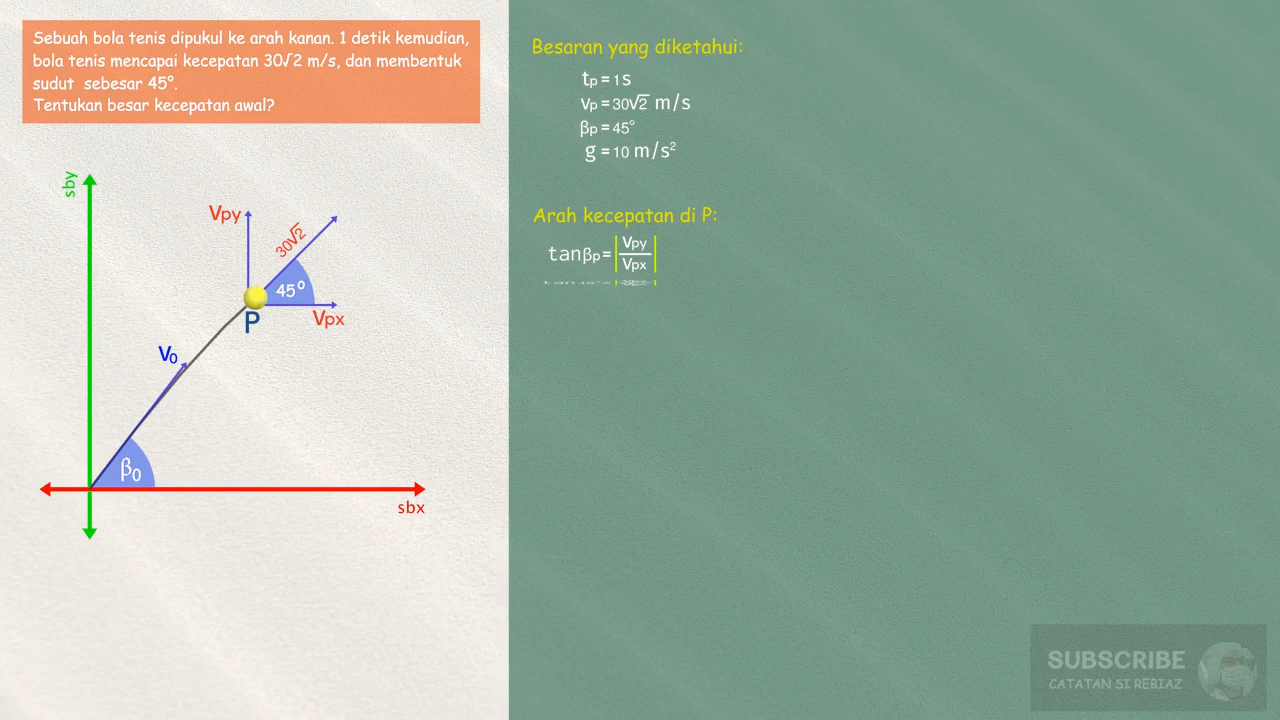 Sebuah bola tenis dipukul ke arah kanan. 1 detik kemudian,
bola tenis mencapai kecepatan 30√2 m/s, dan membentuk
sudut sebesar 45°.
Tentukan besar kecepatan awal?
sby
Vpy
30√2
45°
P
Vpx
V₀
β₀
sbx
Besaran yang diketahui:
tp = 1s
vp = 30√2 m/s
βp = 45°
g = 10 m/s²
Arah kecepatan di P:
tanβp = |Vpy/Vpx|
SUBSCRIBE
CATATAN SI REBIAZ